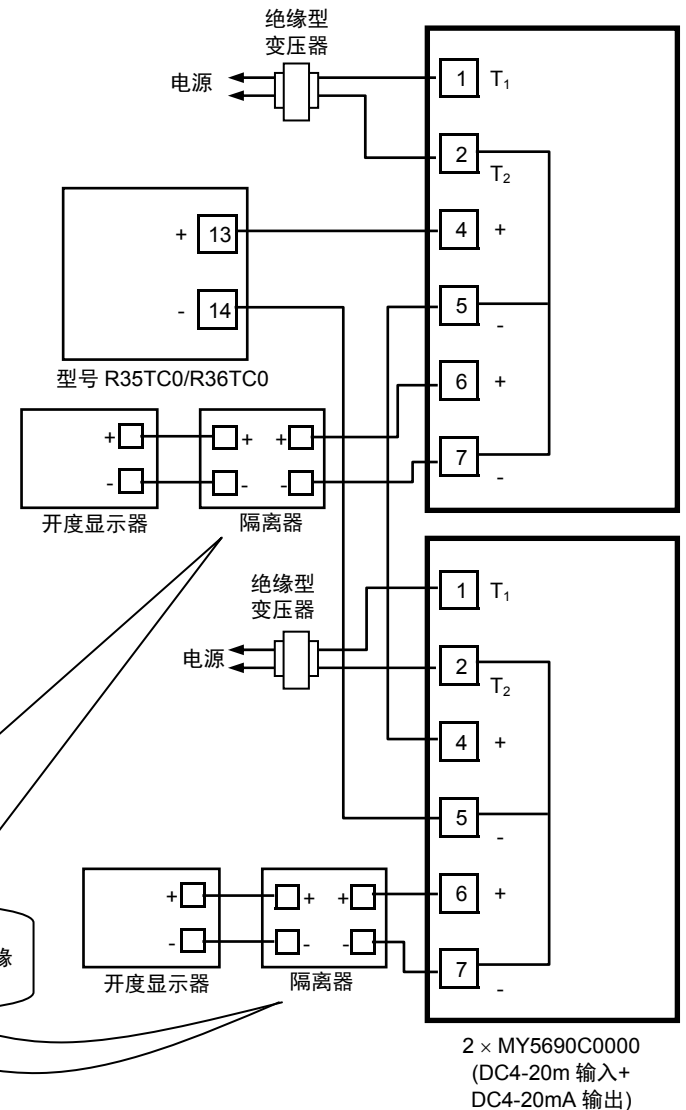 绝缘型
变压器
电源
1 T₁
2
T₂
+ 13
4 +
- 14
5
-
型号 R35TC0/R36TC0
6 +
+ + +
7
-
- - -
开度显示器 隔离器
绝缘型
变压器
1 T₁
电源
2
T₂
4 +
5
-
+ + +
6 +
缘
- - -
7
-
开度显示器 隔离器
2 × MY5690C0000
(DC4-20m 输入+
DC4-20mA 输出)